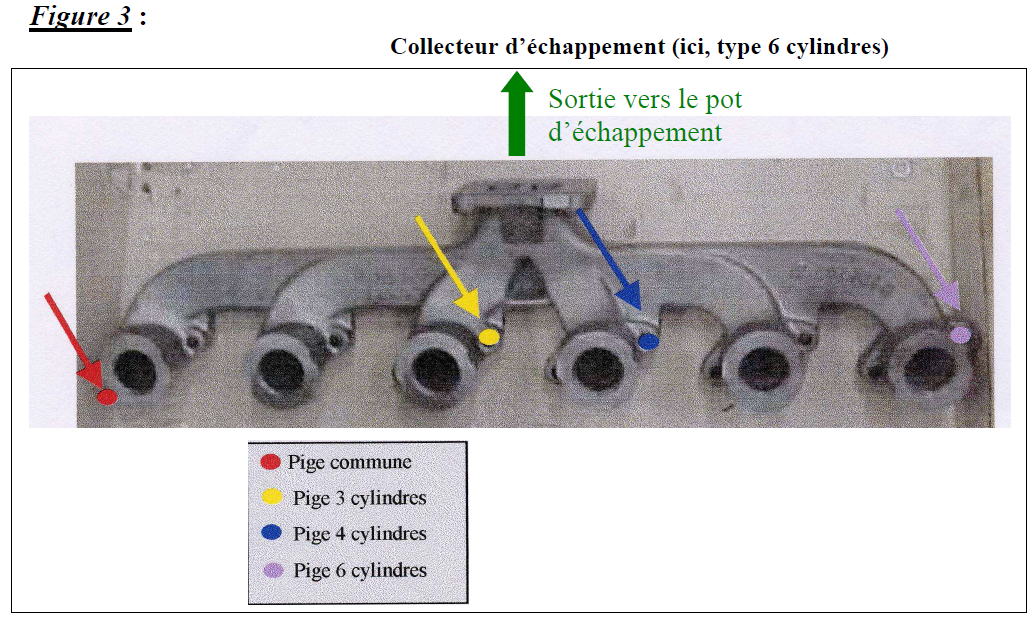 Figure 3 :
Collecteur d’échappement (ici, type 6 cylindres)
Sortie vers le pot
d’échappement
Pige commune
Pige 3 cylindres
Pige 4 cylindres
Pige 6 cylindres